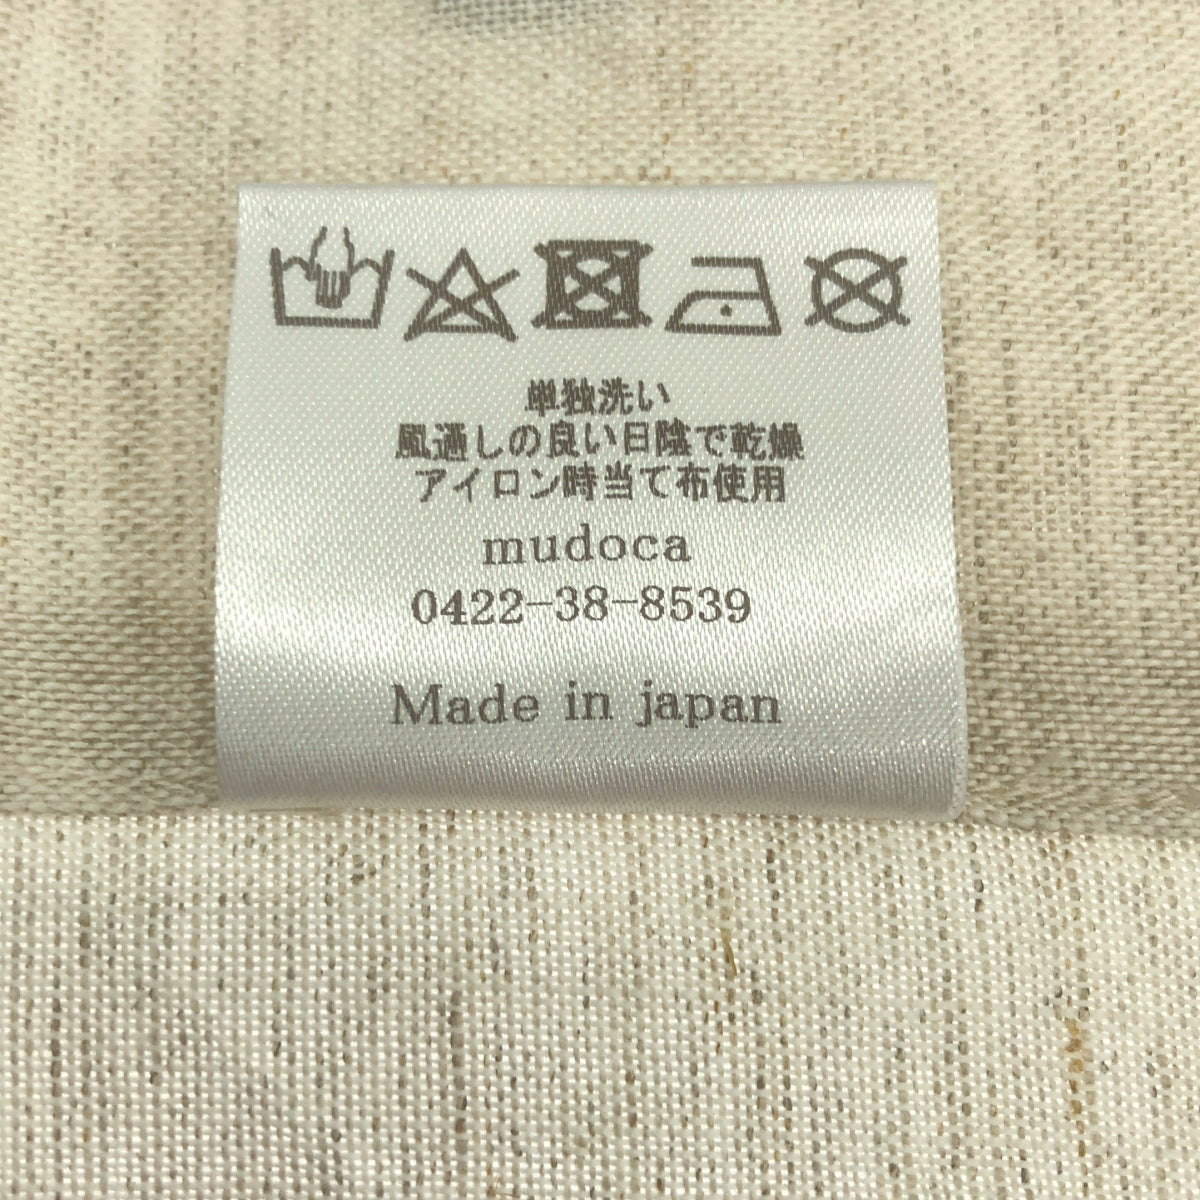 単独洗い
風通しの良い日陰で乾燥
アイロン時当て布使用
mudoca
0422-38-8539
Made in japan